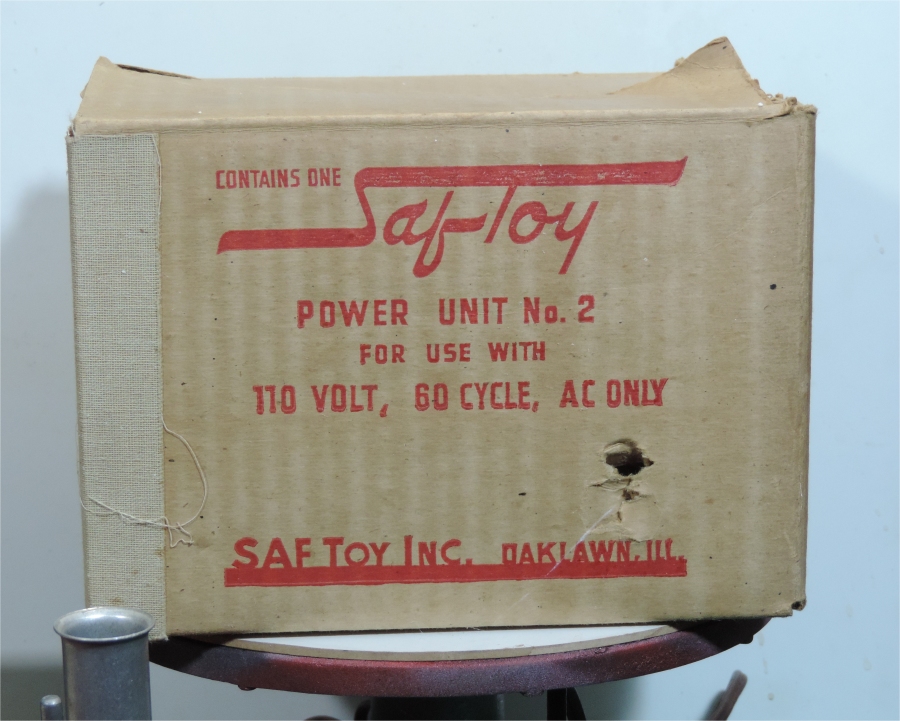 CONTAINS ONE
Saf-Toy
POWER UNIT No. 2
FOR USE WITH
110 VOLT, 60 CYCLE, AC ONLY
SAF TOY INC. OAKLAWN, ILL.